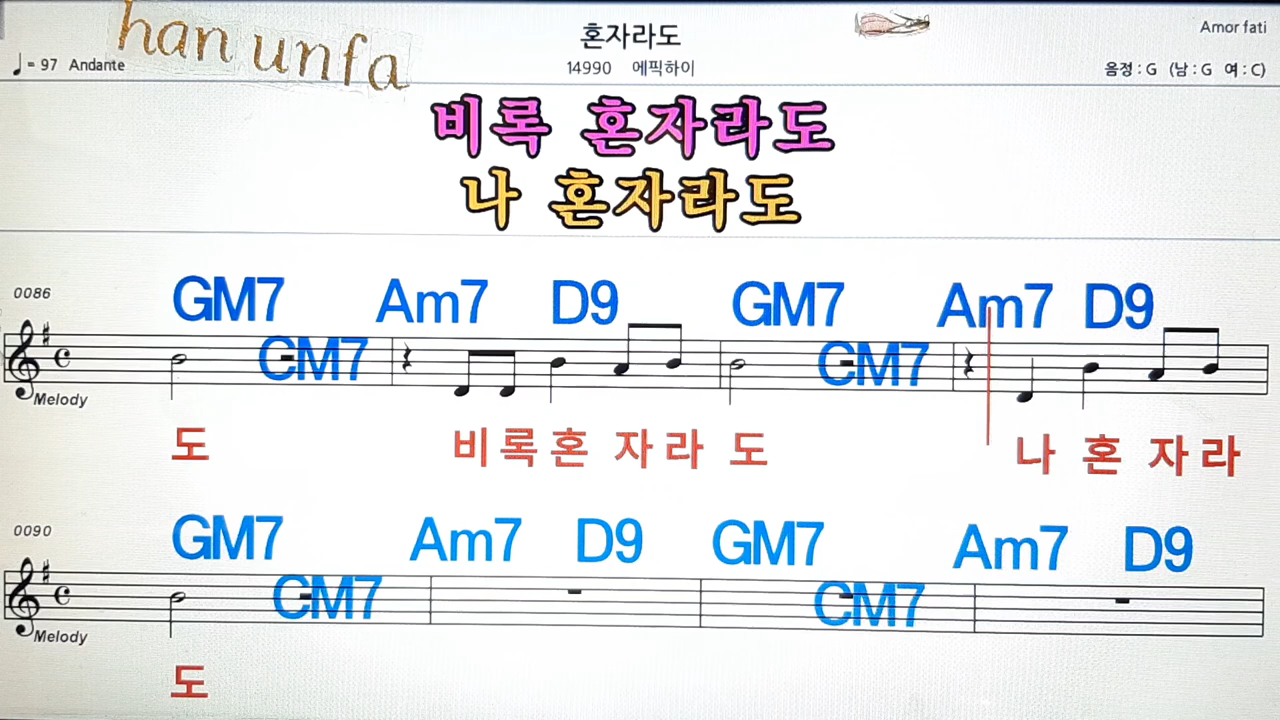 han unfa
혼자라도
Amor fati
♩= 97 Andante
14990 에픽하이
음정 : G (남 : G 여 : C)
비록 혼자라도
나 혼자라도
0086
GM7 CM7 Am7 D9 GM7 CM7 Am7 D9
Melody
도 비록혼 자라 도 나 혼 자라
0090
GM7 CM7 Am7 D9 GM7 CM7 Am7 D9
Melody
도